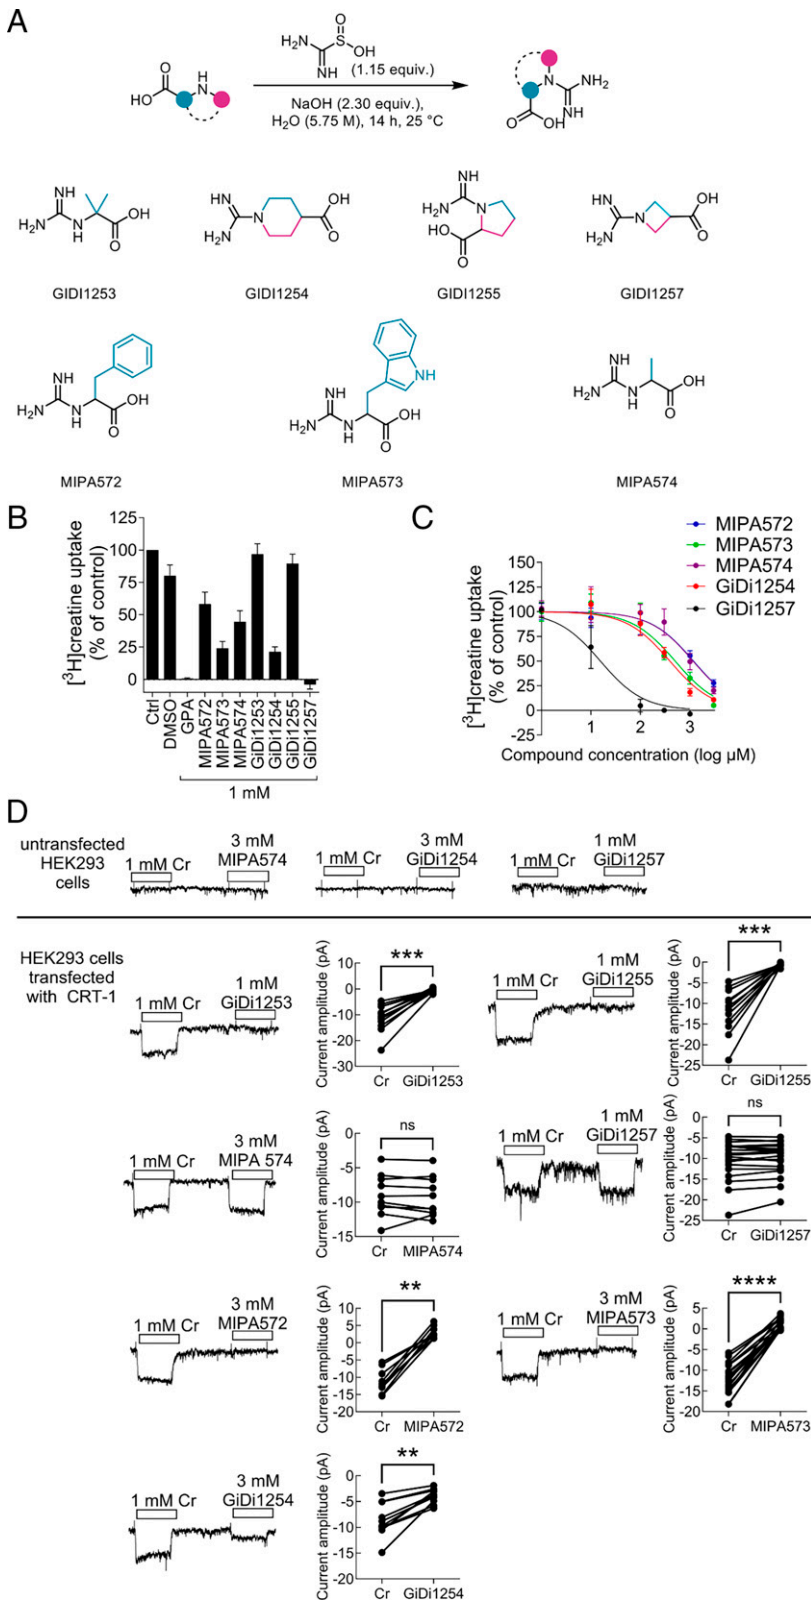 A
H₂N
O
S
OH
NH
(1.15 equiv.)
O
HO
H
N
NaOH (2.30 equiv.),
H₂O (5.75 M), 14 h, 25 °C
N
NH₂
O
OH
NH
NH
H₂N
N
H
OH
O
GIDI1253
NH
H₂N
N
OH
O
GIDI1254
NH
H₂N
N
HO
O
GIDI1255
NH
H₂N
N
OH
O
GIDI1257
NH
H₂N
N
H
OH
O
MIPA572
NH
NH
H₂N
N
H
OH
O
MIPA573
NH
H₂N
N
H
OH
O
MIPA574
B
[³H]creatine uptake
(% of control)
125
100
75
50
25
0
Ctrl
DMSO
GPA
MIPA572
MIPA573
MIPA574
GiDi1253
GiDi1254
GiDi1255
GiDi1257
1 mM
C
MIPA572
MIPA573
MIPA574
GiDi1254
GiDi1257
[³H]creatine uptake
(% of control)
150
125
100
75
50
25
0
-25
1
2
3
Compound concentration (log µM)
D
untransfected
HEK293
cells
1 mM Cr
3 mM
MIPA574
1 mM Cr
3 mM
GiDi1254
1 mM Cr
1 mM
GiDi1257
HEK293 cells
transfected
with CRT-1
1 mM Cr
1 mM
GiDi1253
Current amplitude (pA)
10
0
-10
-20
-30
***
Cr
GiDi1253
1 mM Cr
1 mM
GiDi1255
Current amplitude (pA)
0
-5
-10
-15
-20
-25
***
Cr
GiDi1255
1 mM Cr
3 mM
MIPA 574
Current amplitude (pA)
0
-5
-10
-15
ns
Cr
MIPA574
1 mM Cr
1 mM
GiDi1257
Current amplitude (pA)
0
-5
-10
-15
-20
-25
ns
Cr
GiDi1257
1 mM Cr
3 mM
MIPA572
Current amplitude (pA)
10
5
0
-5
-10
-15
-20
**
Cr
MIPA572
1 mM Cr
3 mM
MIPA573
Current amplitude (pA)
5
0
-5
-10
-15
-20
****
Cr
MIPA573
1 mM Cr
3 mM
GiDi1254
Current amplitude (pA)
0
-5
-10
-15
-20
**
Cr
GiDi1254